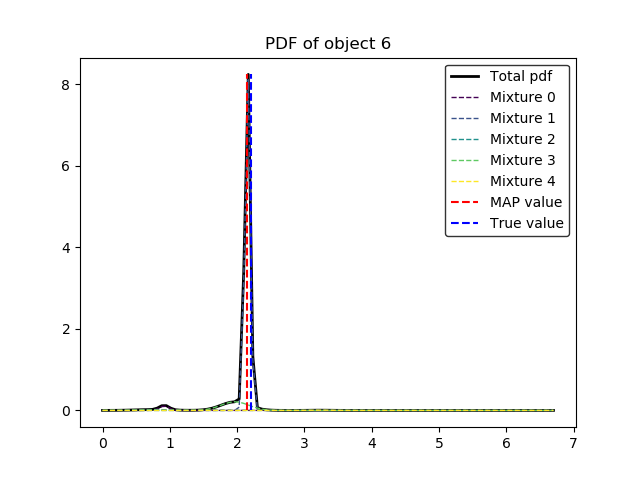 PDF of object 6
8
6
4
2
0
0 1 2 3 4 5 6 7
Total pdf
Mixture 0
Mixture 1
Mixture 2
Mixture 3
Mixture 4
MAP value
True value